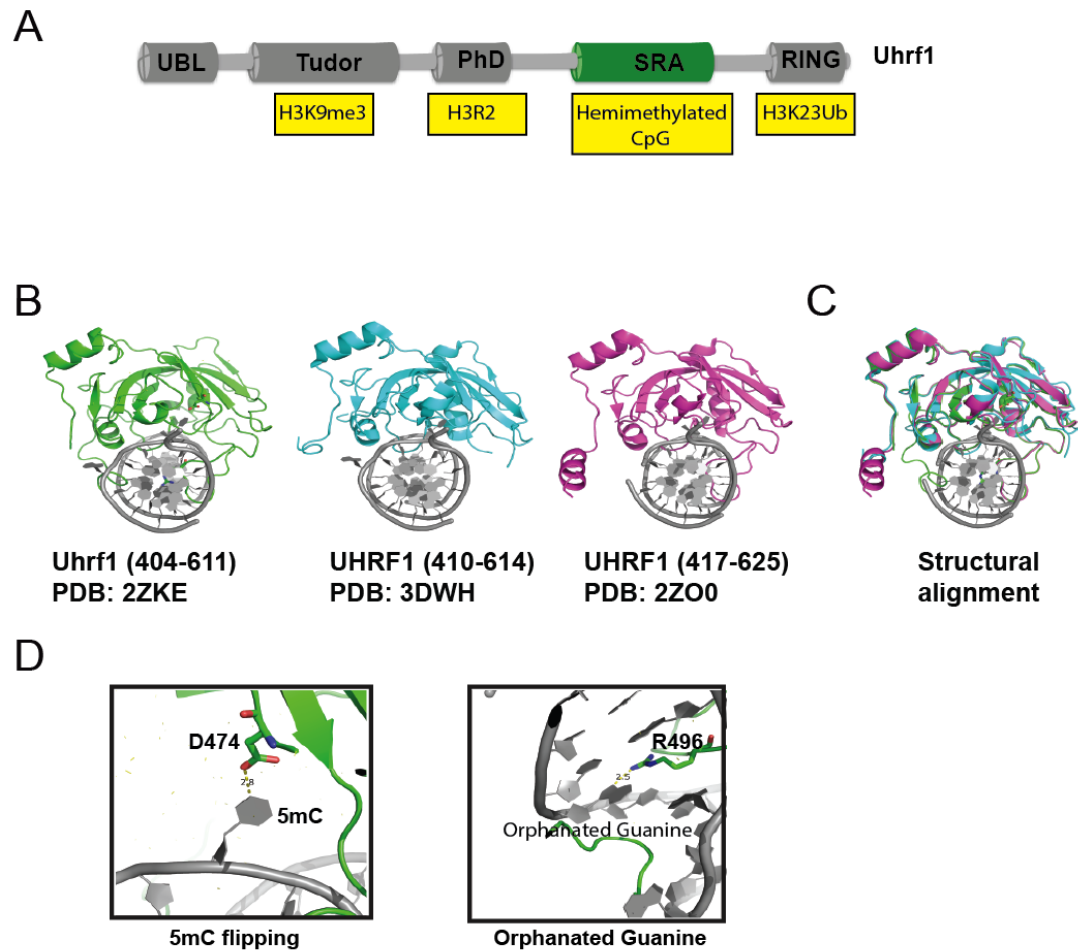 A
UBL Tudor PhD SRA RING Uhrf1
H3K9me3 H3R2 Hemimethylated CpG H3K23Ub
B
C
Uhrf1 (404-611)
PDB: 2ZKE
UHRF1 (410-614)
PDB: 3DWH
UHRF1 (417-625)
PDB: 2ZO0
Structural
alignment
D
D474
2.8
5mC
5mC flipping
R496
2.5
Orphanated Guanine
Orphanated Guanine